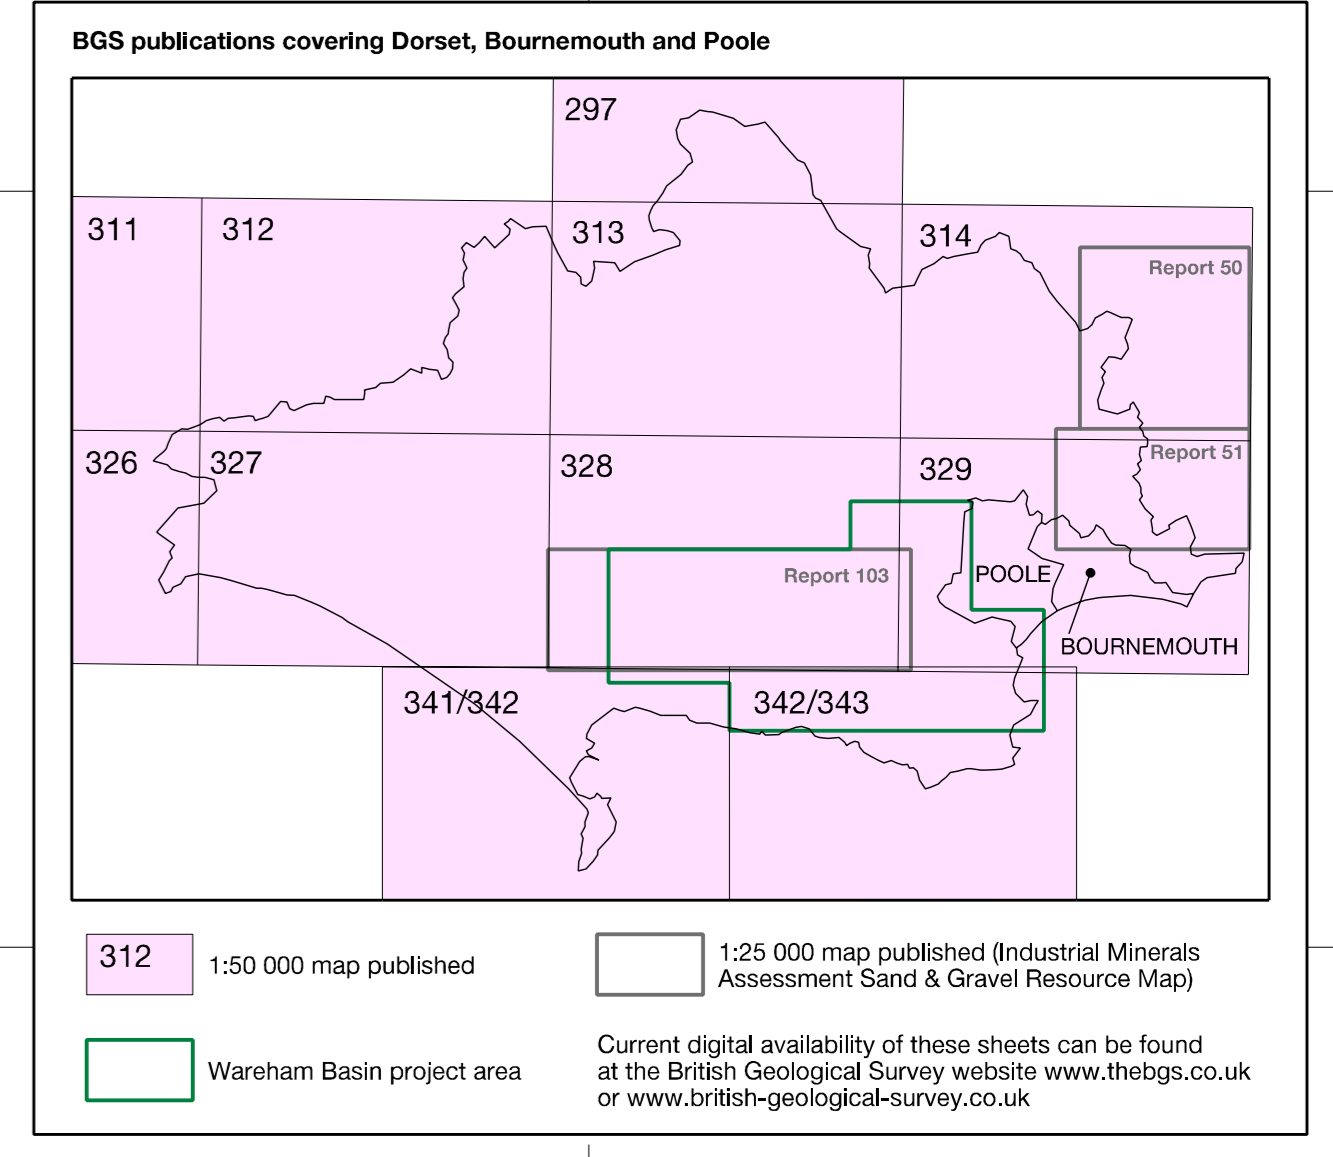 BGS publications covering Dorset, Bournemouth and Poole
297
311
312
313
314
Report 50
326
327
328
329
Report 51
Report 103
POOLE
BOURNEMOUTH
341/342
342/343
312
1:50 000 map published
1:25 000 map published (Industrial Minerals
Assessment Sand & Gravel Resource Map)
Wareham Basin project area
Current digital availability of these sheets can be found
at the British Geological Survey website www.thebgs.co.uk
or www.british-geological-survey.co.uk